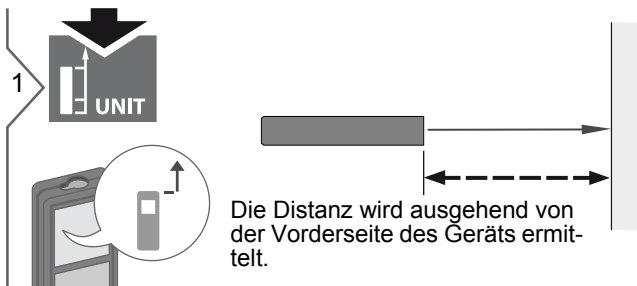 1
UNIT
Die Distanz wird ausgehend von
der Vorderseite des Geräts ermit-
telt.